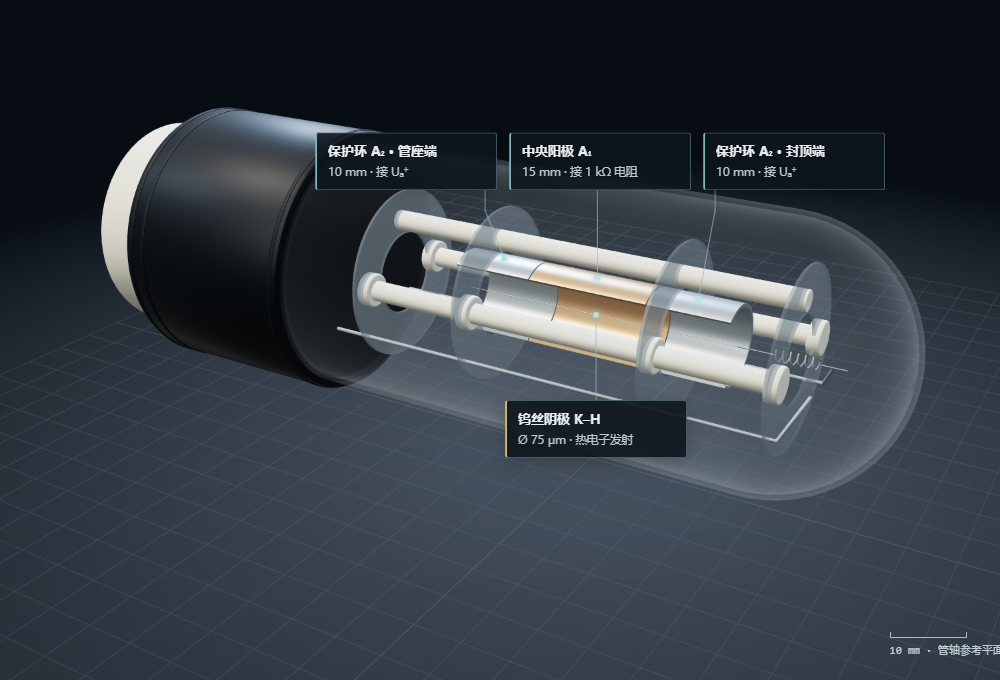 保护环 A₂ • 管座端
10 mm · 接 Uₐ⁺
中央阳极 A₁
15 mm · 接 1 kΩ 电阻
保护环 A₂ • 封顶端
10 mm · 接 Uₐ⁺
钨丝阴极 K–H
Ø 75 μm · 热电子发射
10 mm · 管轴参考平面